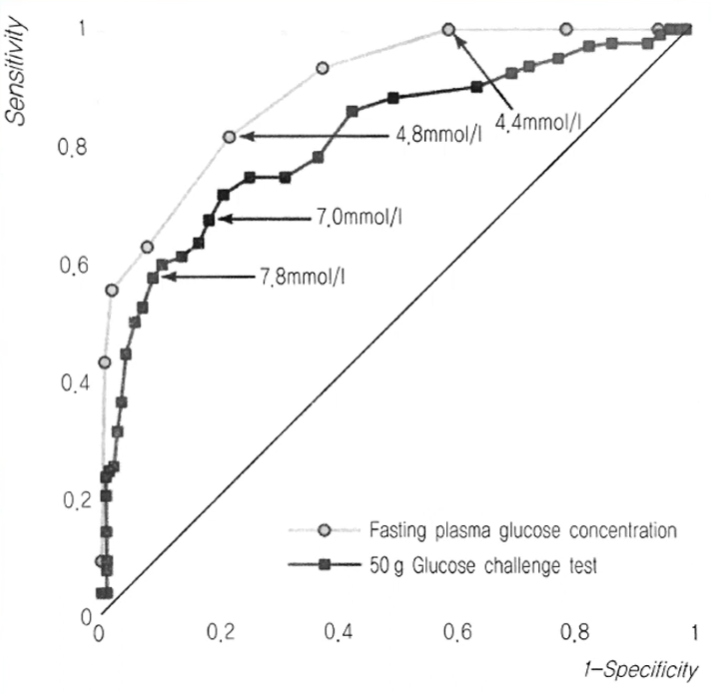 Sensitivity
1
0.8
0.6
0.4
0.2
0
4.8mmol/l
4.4mmol/l
7.0mmol/l
7.8mmol/l
Fasting plasma glucose concentration
50 g Glucose challenge test
0 0.2 0.4 0.6 0.8 1
1-Specificity